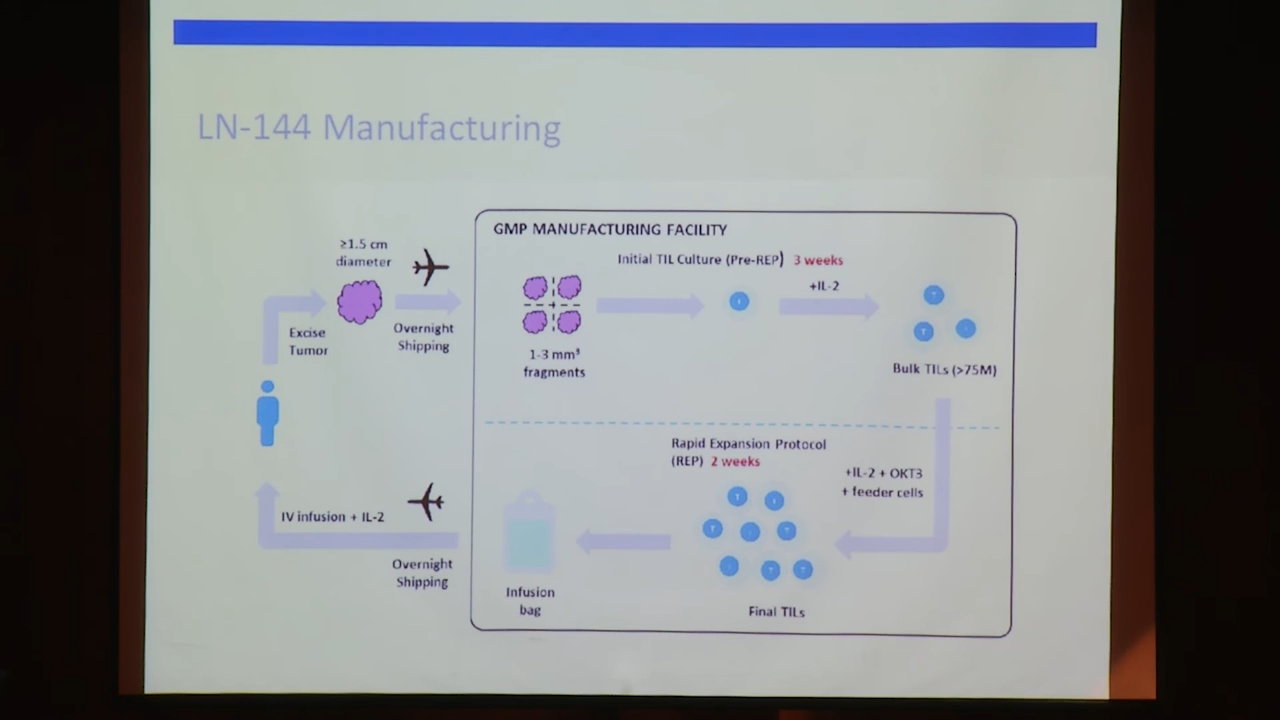 LN-144 Manufacturing
≥1.5 cm
diameter
Excise
Tumor
Overnight
Shipping
GMP MANUFACTURING FACILITY
Initial TIL Culture (Pre-REP) 3 weeks
+IL-2
1-3 mm³
fragments
T
T
Bulk TILs (>75M)
Rapid Expansion Protocol
(REP) 2 weeks
+IL-2 + OKT3
+ feeder cells
T
T
T
T
T
Final TILs
Infusion
bag
IV infusion + IL-2
Overnight
Shipping